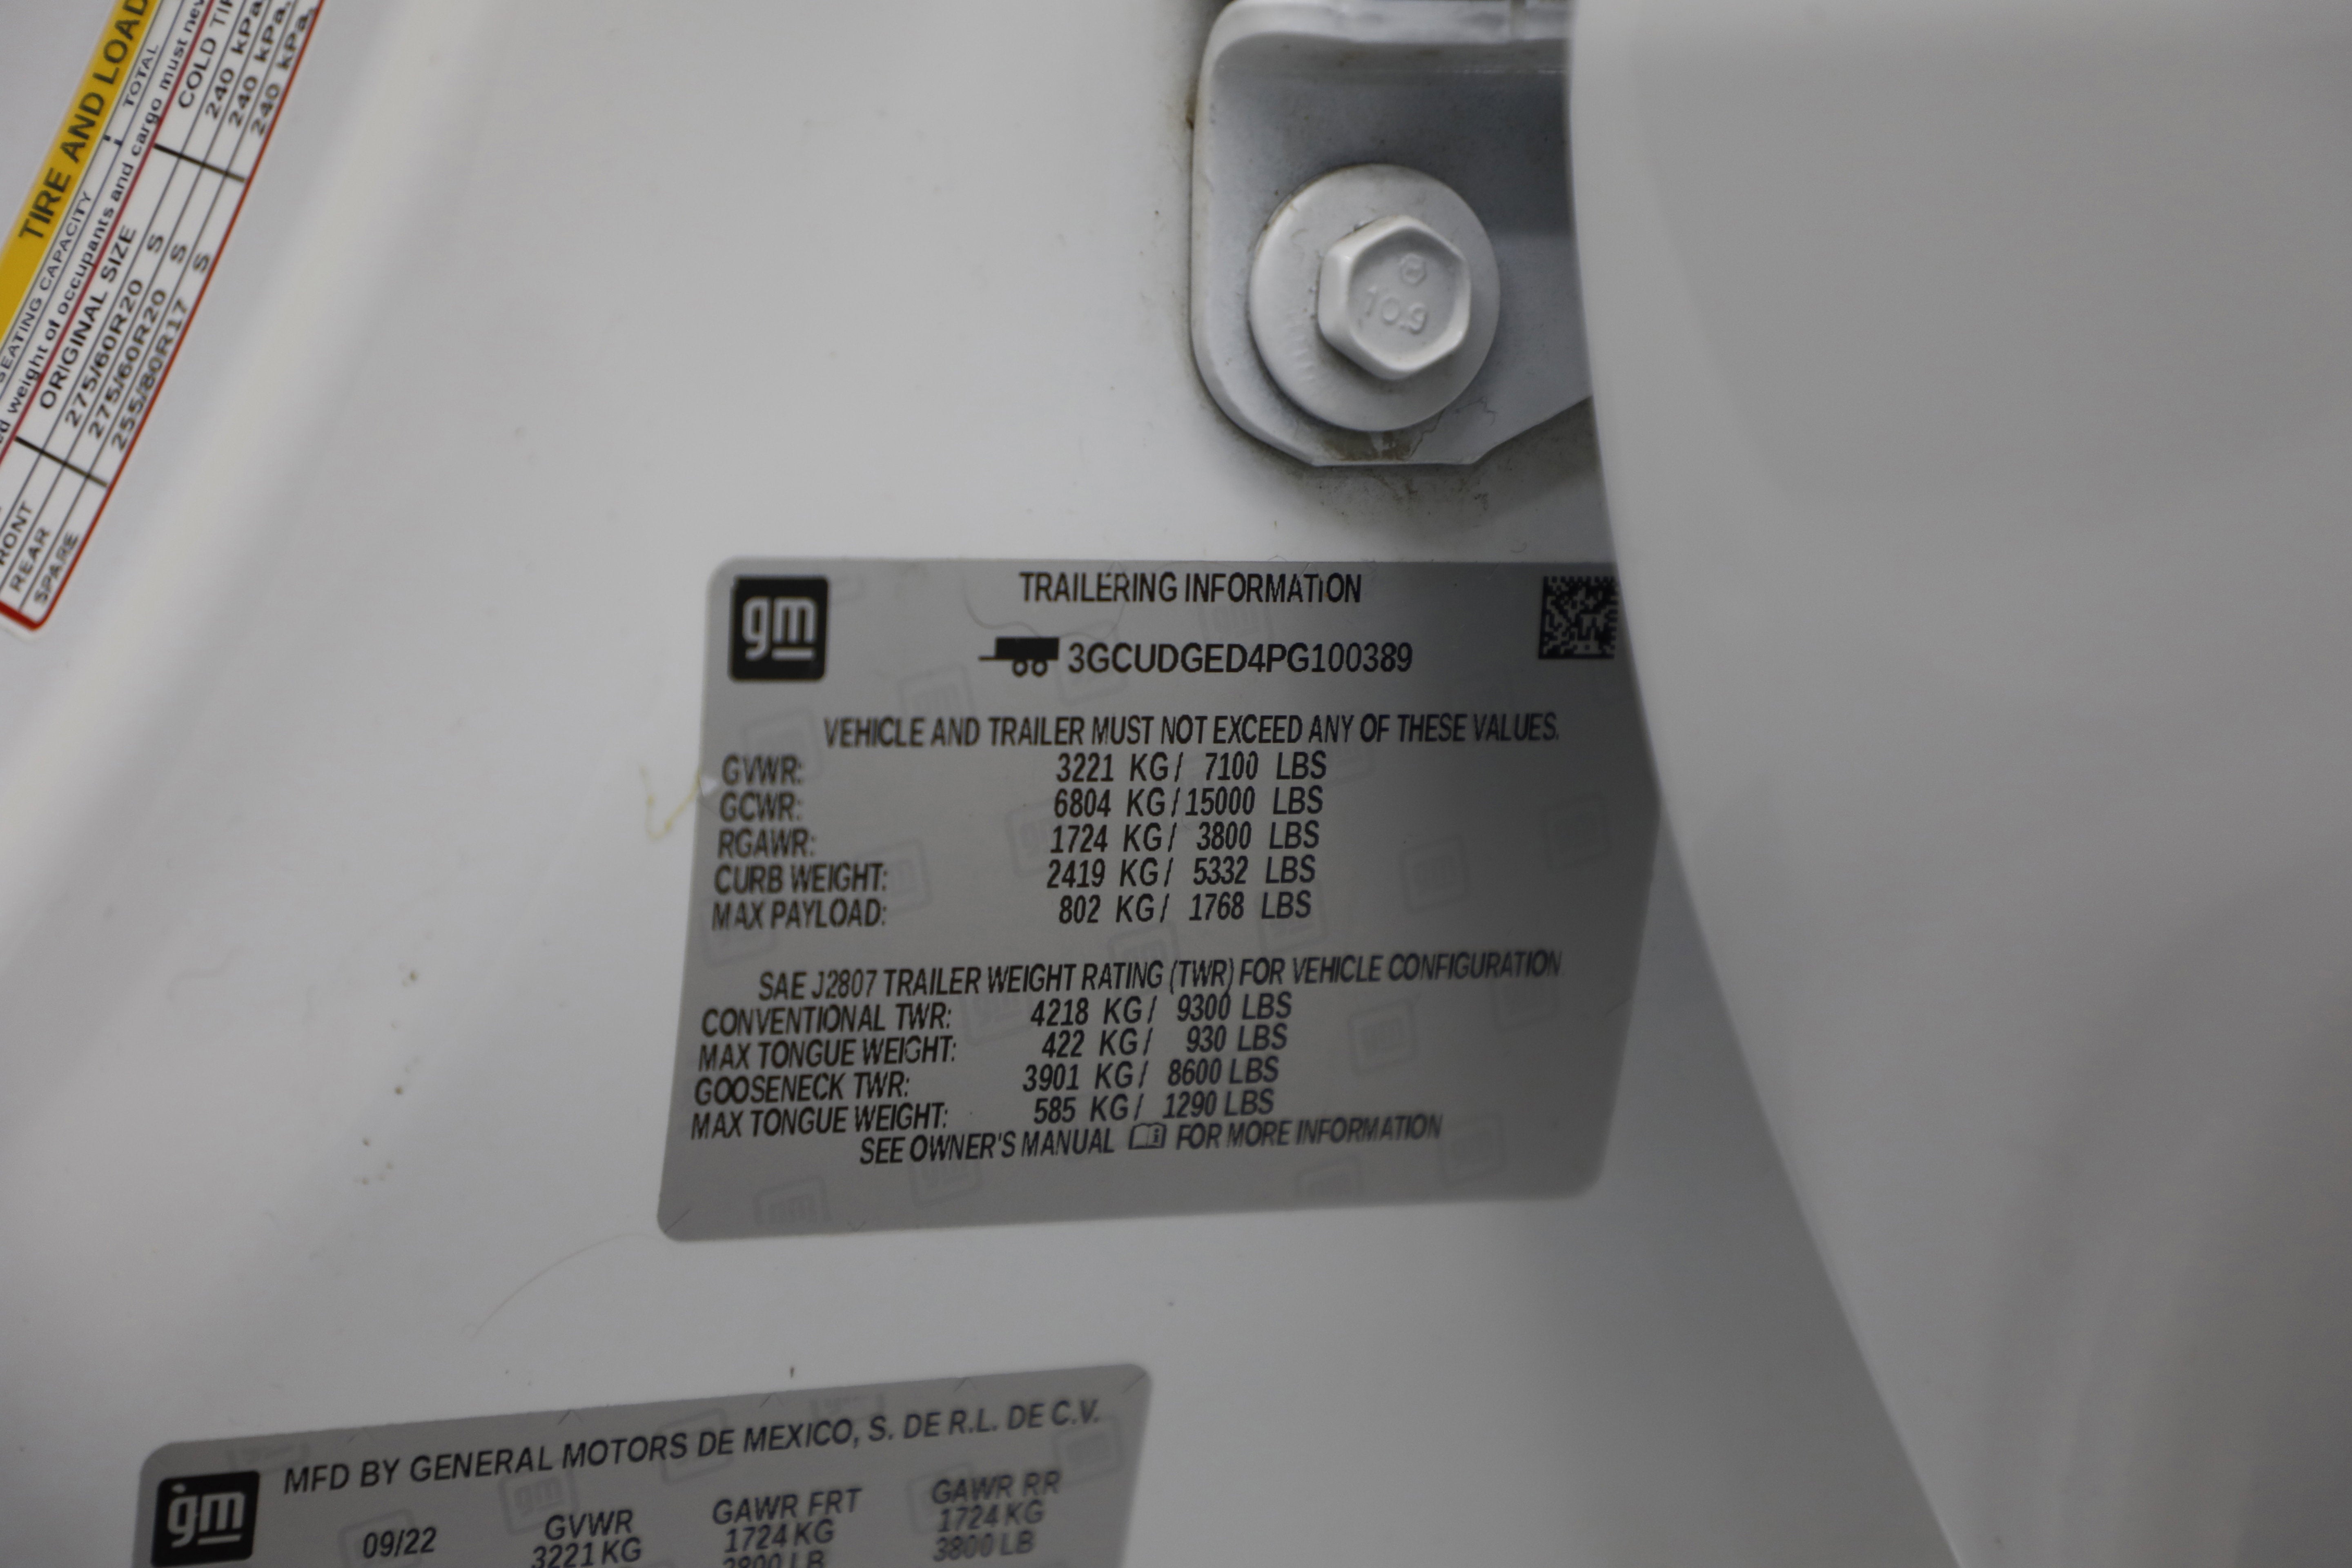 TIRE AND LOAD
SEATING CAPACITY
TOTAL
weight of occupants and cargo must
ORIGINAL SIZE
COLD
275/60R20 S
240 kPa,
REAR
275/60R20 S
240 kPa,
SPARE
255/80R17 S
240 kPa,
10.9
gm
TRAILERING INFORMATION
3GCUDGED4PG100389
VEHICLE AND TRAILER MUST NOT EXCEED ANY OF THESE VALUES.
GVWR: 3221 KG / 7100 LBS
GCWR: 6804 KG / 15000 LBS
RGAWR: 1724 KG / 3800 LBS
CURB WEIGHT: 2419 KG / 5332 LBS
MAX PAYLOAD: 802 KG / 1768 LBS
SAE J2807 TRAILER WEIGHT RATING (TWR) FOR VEHICLE CONFIGURATION
CONVENTIONAL TWR: 4218 KG / 9300 LBS
MAX TONGUE WEIGHT: 422 KG / 930 LBS
GOOSENECK TWR: 3901 KG / 8600 LBS
MAX TONGUE WEIGHT: 585 KG / 1290 LBS
SEE OWNER'S MANUAL FOR MORE INFORMATION
gm
MFD BY GENERAL MOTORS DE MEXICO, S. DE R.L. DE C.V.
09/22 GVWR GAWR FRT GAWR RR
3221 KG 1724 KG 1724 KG
3800 LB 3800 LB